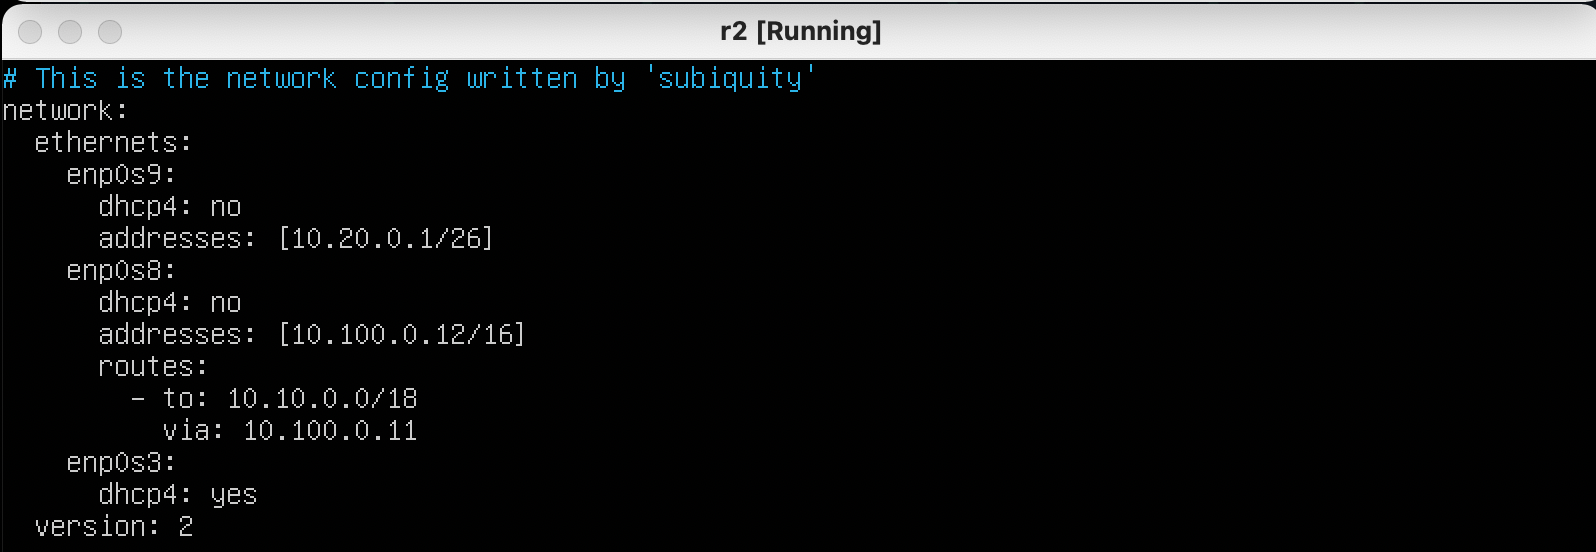 r2 [Running]
# This is the network config written by 'subiquity'
network:
  ethernets:
    enp0s9:
      dhcp4: no
      addresses: [10.20.0.1/26]
    enp0s8:
      dhcp4: no
      addresses: [10.100.0.12/16]
      routes:
        - to: 10.10.0.0/18
          via: 10.100.0.11
    enp0s3:
      dhcp4: yes
  version: 2